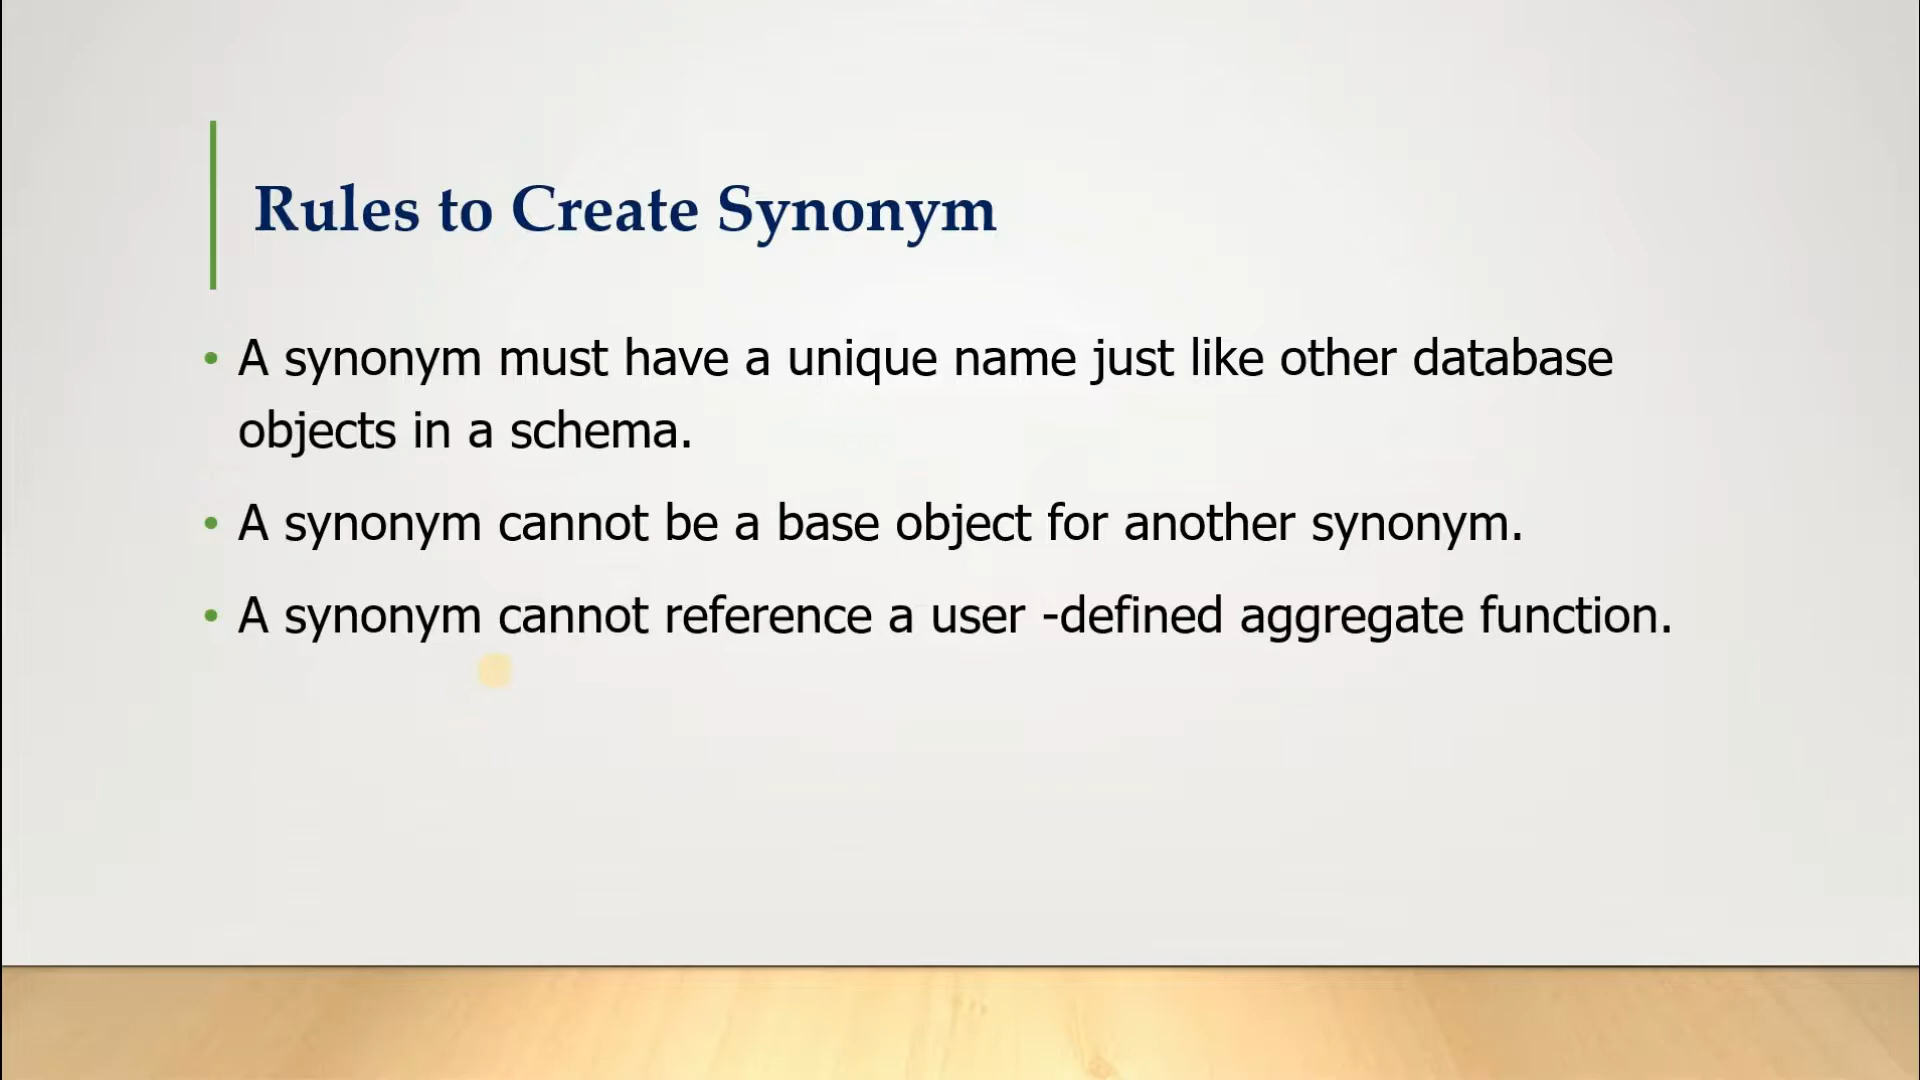 Rules to Create Synonym
• A synonym must have a unique name just like other database
objects in a schema.
• A synonym cannot be a base object for another synonym.
• A synonym cannot reference a user -defined aggregate function.